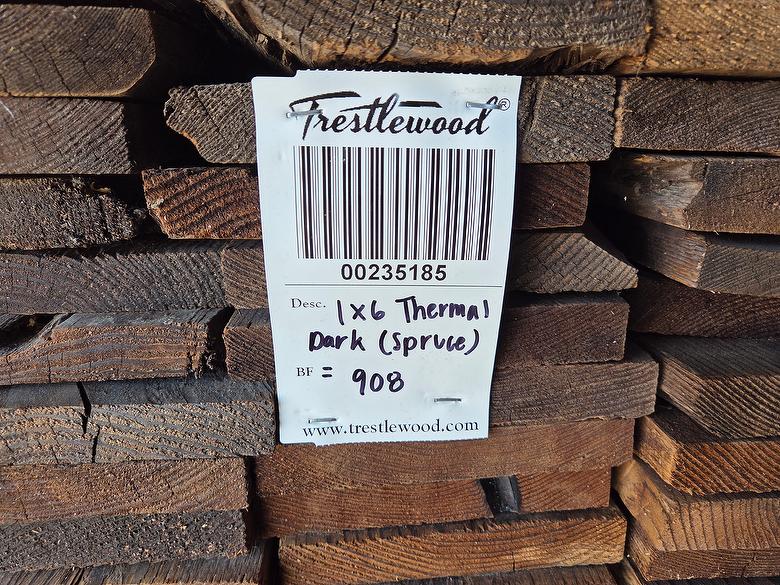 Trestlewood®
00235185
Desc. 1x6 Thermal
Dark (Spruce)
BF = 908
www.trestlewood.com